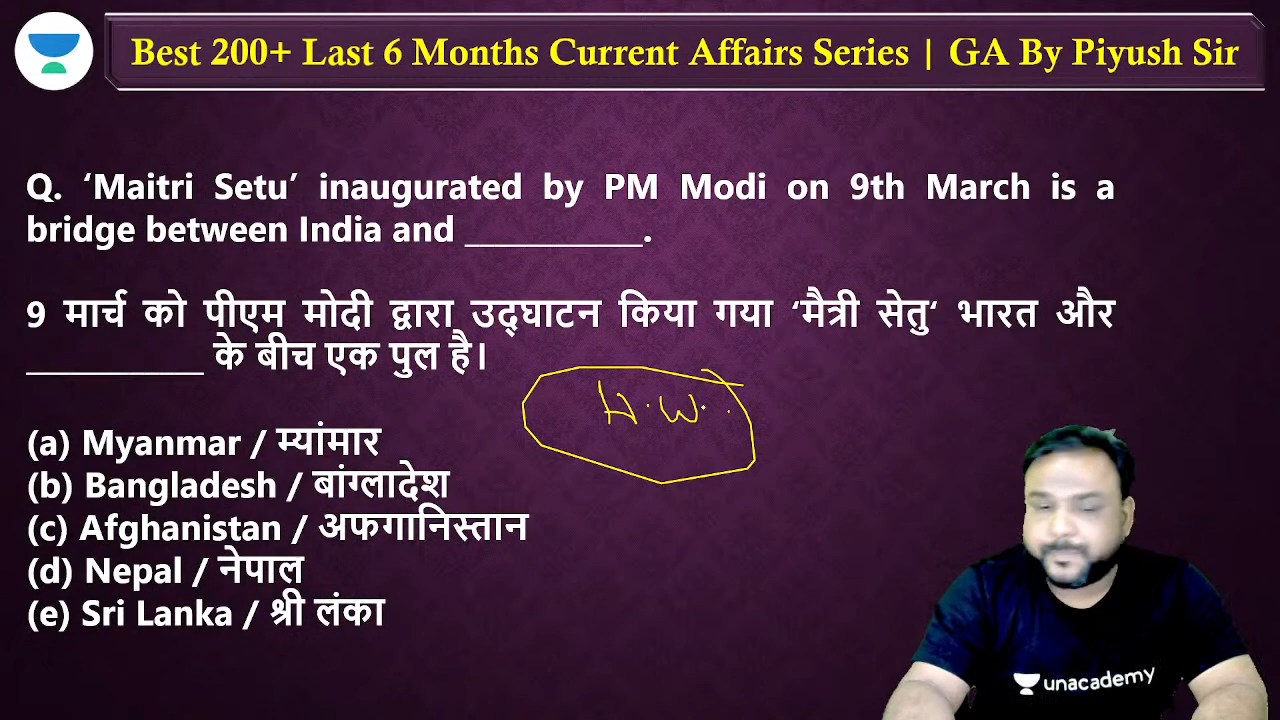 Best 200+ Last 6 Months Current Affairs Series | GA By Piyush Sir
Q. ‘Maitri Setu’ inaugurated by PM Modi on 9th March is a
bridge between India and ___________.
9 मार्च को पीएम मोदी द्वारा उद्घाटन किया गया ‘मैत्री सेतु‘ भारत और
___________ के बीच एक पुल है।
H.W.
(a) Myanmar / म्यांमार
(b) Bangladesh / बांग्लादेश
(c) Afghanistan / अफगानिस्तान
(d) Nepal / नेपाल
(e) Sri Lanka / श्री लंका
unacademy